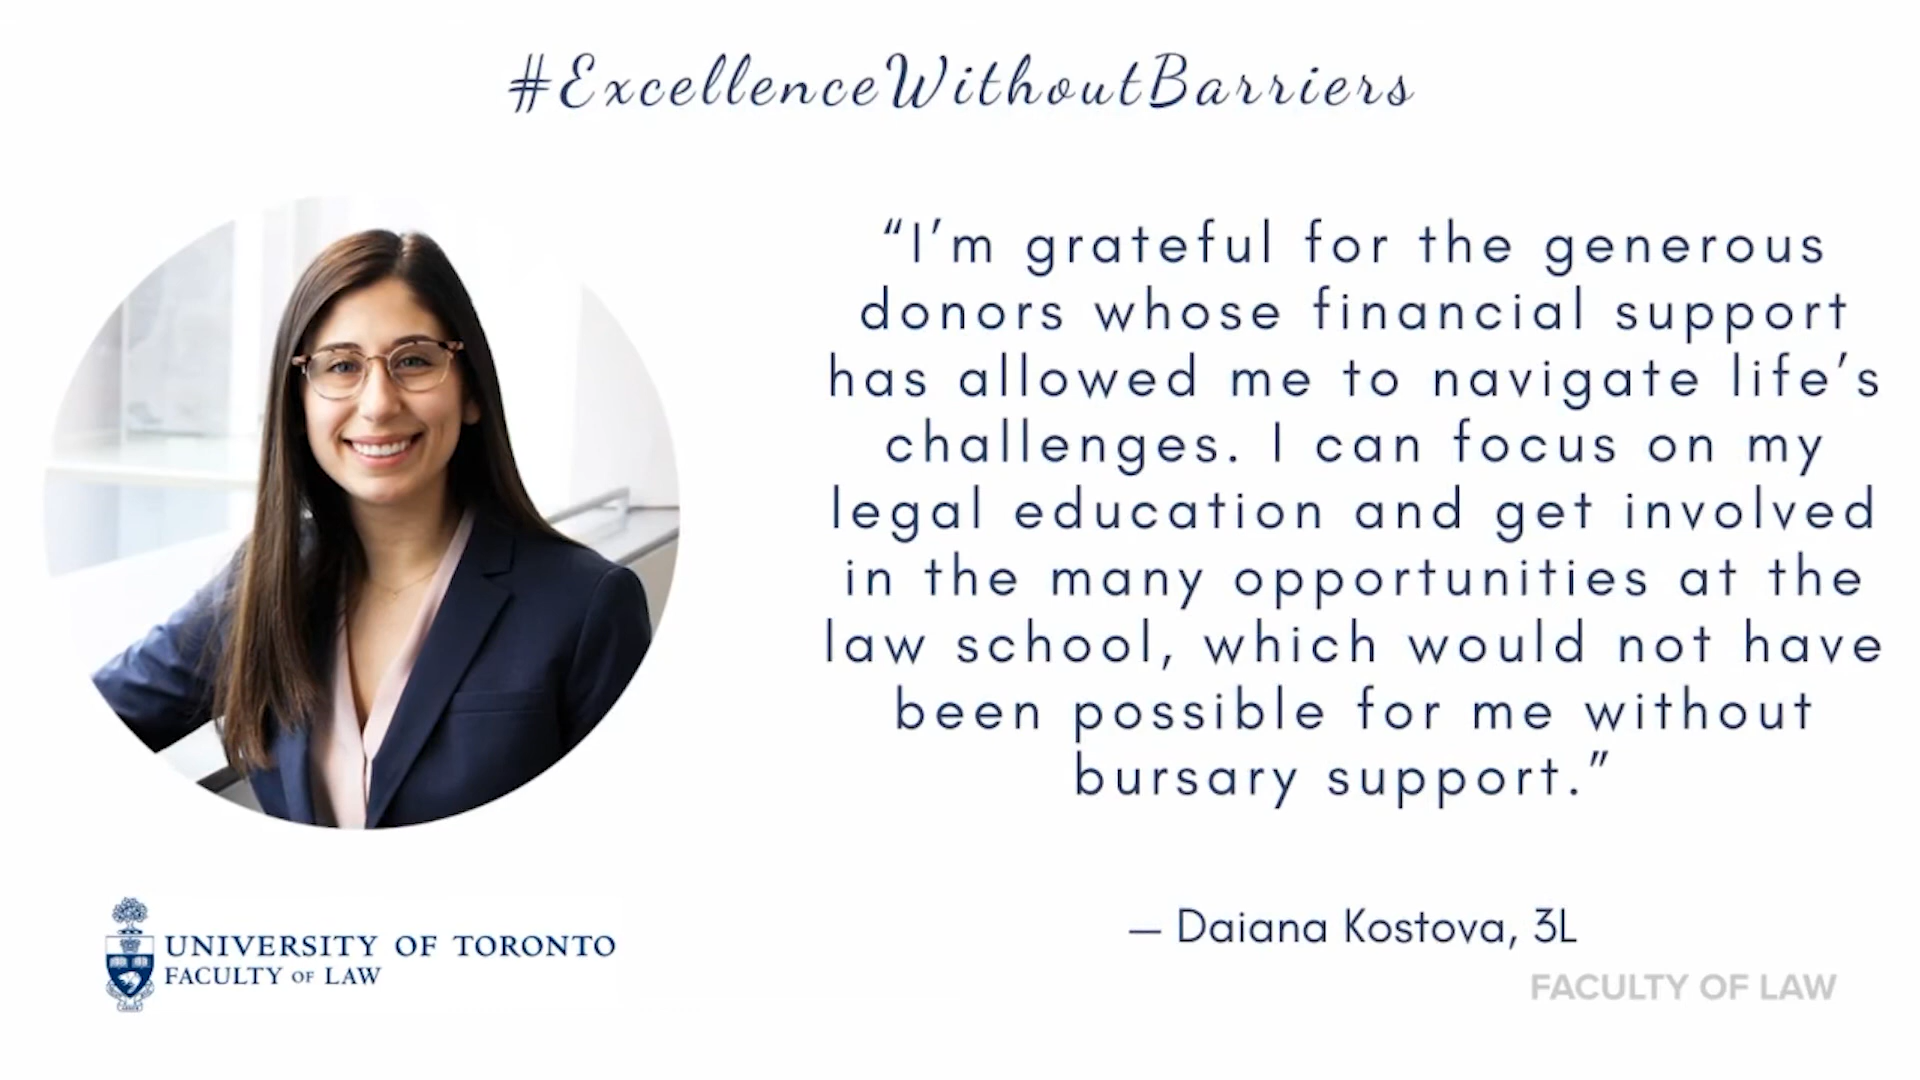 #ExcellenceWithoutBarriers
“I’m grateful for the generous
donors whose financial support
has allowed me to navigate life’s
challenges. I can focus on my
legal education and get involved
in the many opportunities at the
law school, which would not have
been possible for me without
bursary support.”
— Daiana Kostova, 3L
UNIVERSITY OF TORONTO
FACULTY OF LAW
FACULTY OF LAW